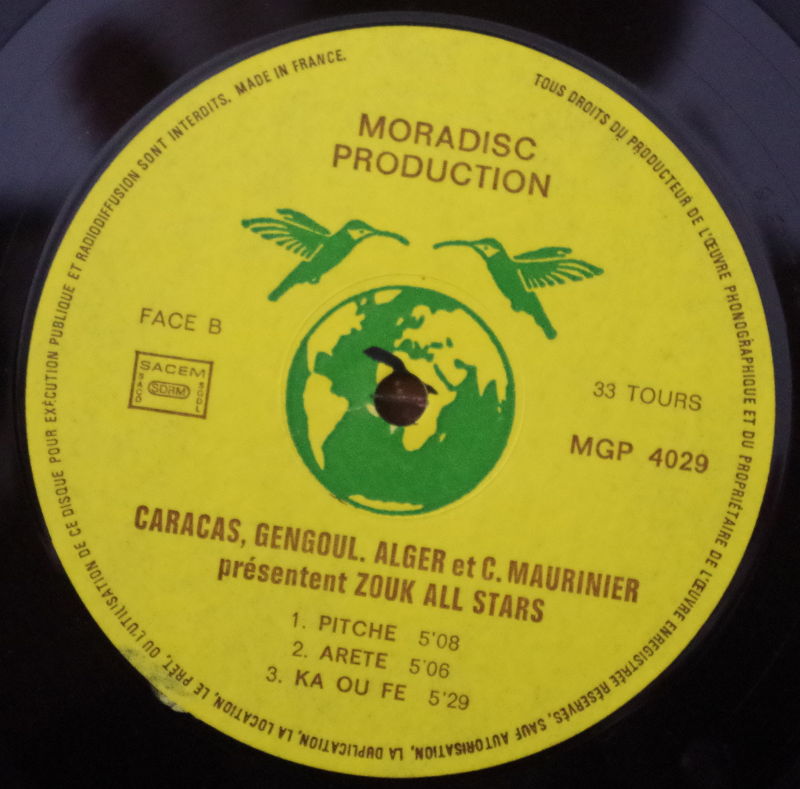 MORADISC
PRODUCTION
FACE B
SACEM
SACD
SDRM
SGDL
33 TOURS
MGP 4029
CARACAS, GENGOUL. ALGER et C. MAURINIER
présentent ZOUK ALL STARS
1. PITCHE 5'08
2. ARETE 5'06
3. KA OU FE 5'29
TOUS DROITS DU PRODUCTEUR DE L'ŒUVRE PHONOGRAPHIQUE ET DU PROPRIÉTAIRE DE L'ŒUVRE ENREGISTRÉE RÉSERVÉS, SAUF AUTORISATION, LA DUPLICATION, LA LOCATION, LE PRÊT, OU L'UTILISATION DE CE DISQUE POUR EXÉCUTION PUBLIQUE ET RADIODIFFUSION SONT INTERDITS. MADE IN FRANCE.